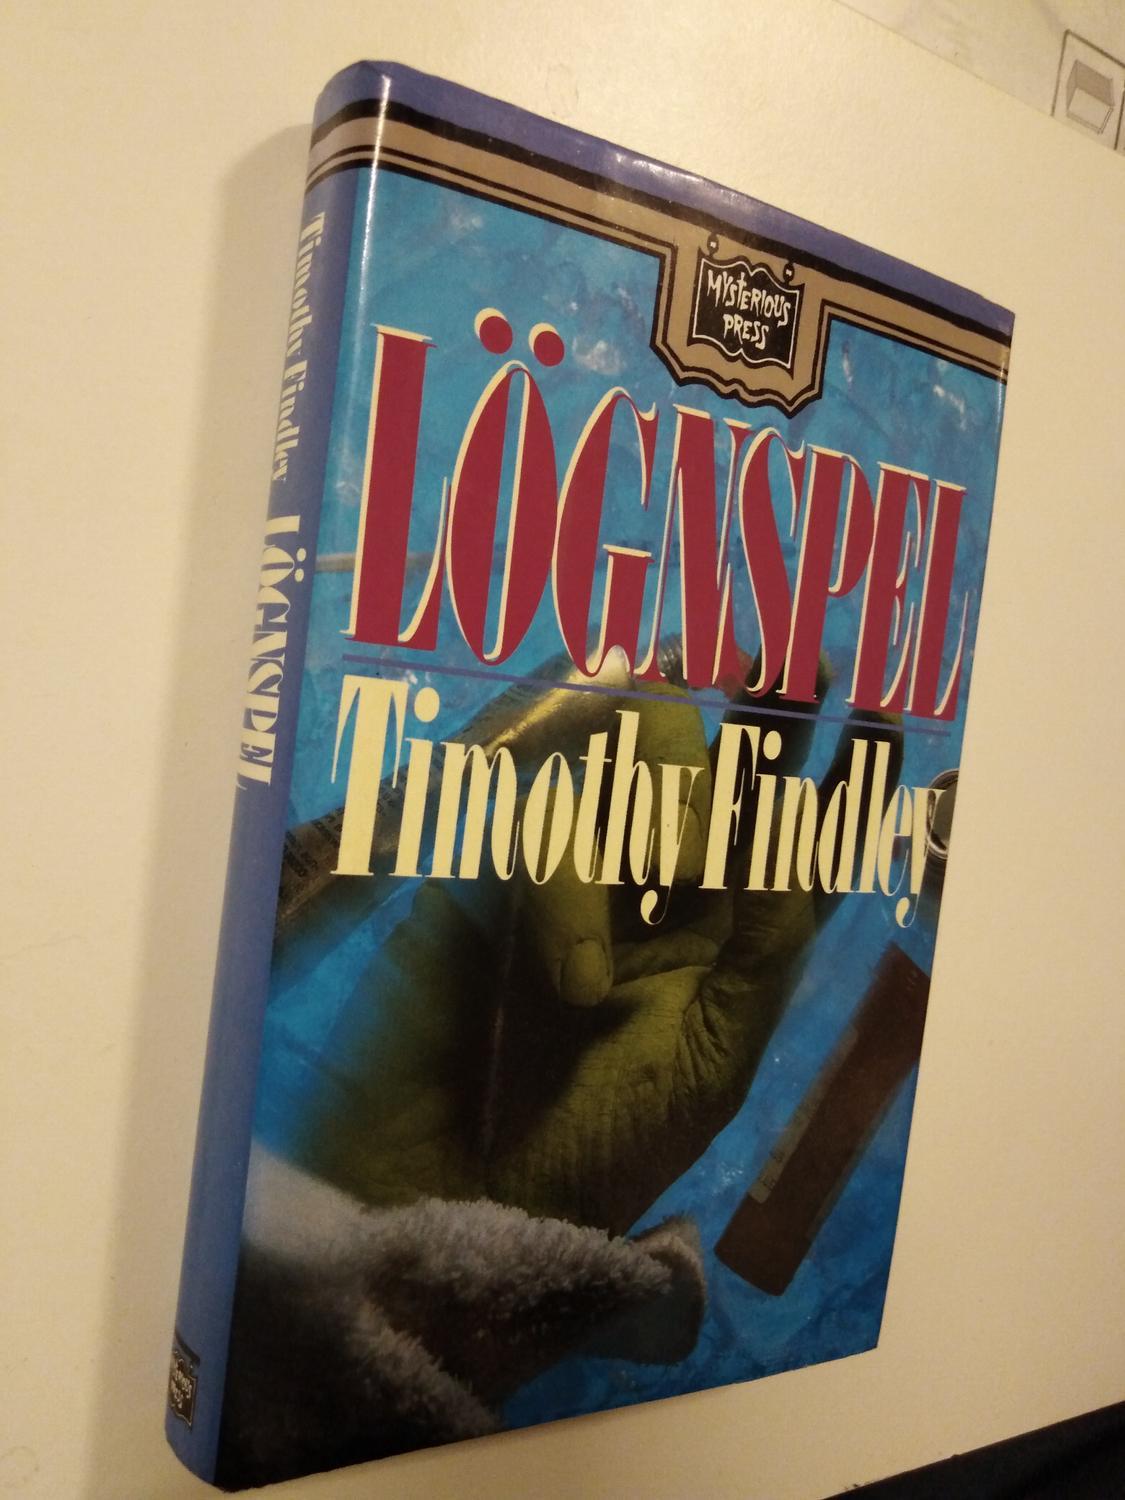 MYSTERIOUS
PRESS
LÖGNSPEL
Timothy Findley
Timothy Findley LÖGNSPEL